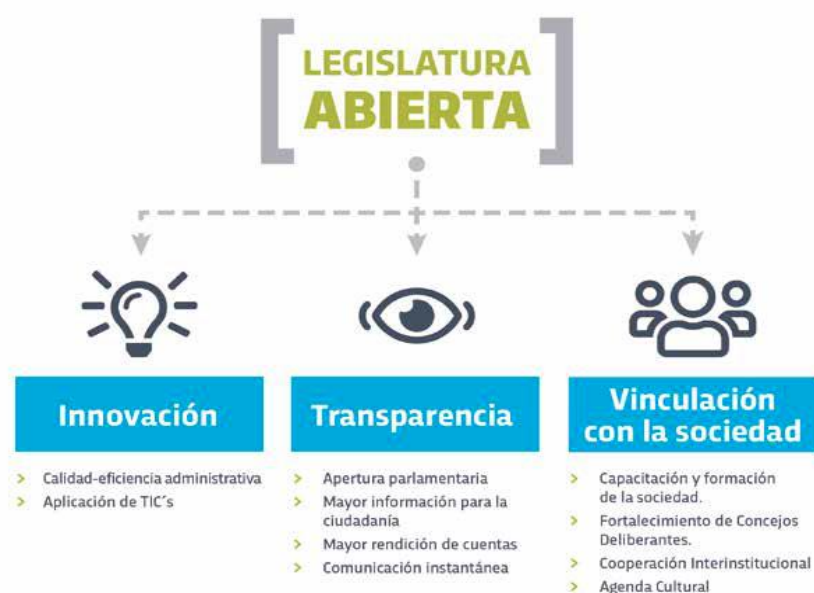 LEGISLATURA
ABIERTA
Innovación
Calidad-eficiencia administrativa
Aplicación de TIC´s
Transparencia
Apertura parlamentaria
Mayor información para la
ciudadanía
Mayor rendición de cuentas
Comunicación instantánea
Vinculación
con la sociedad
Capacitación y formación
de la sociedad.
Fortalecimiento de Concejos
Deliberantes.
Cooperación Interinstitucional
Agenda Cultural